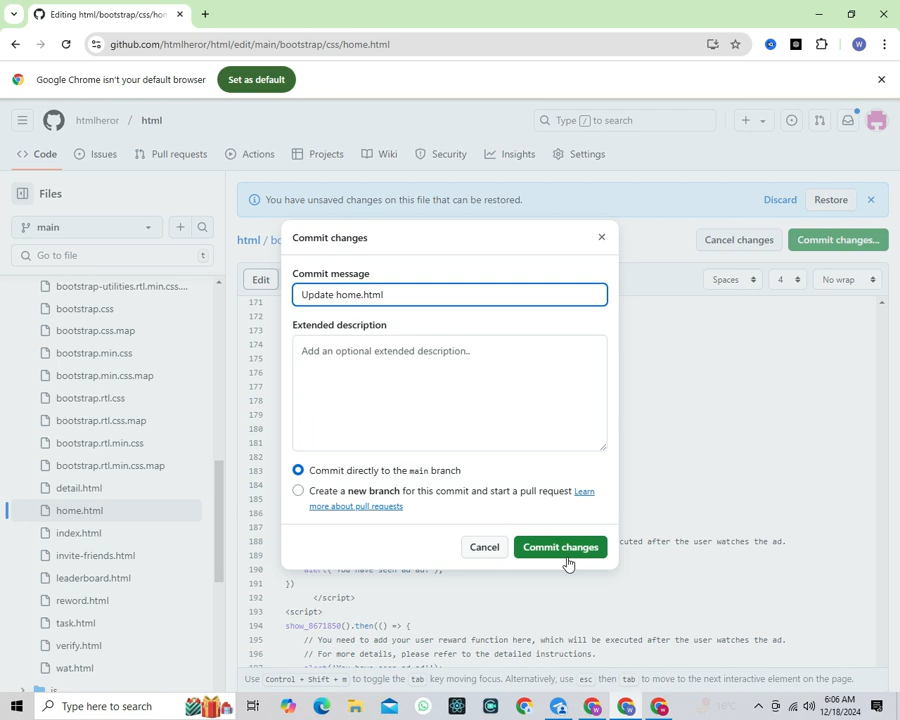 Editing html/bootstrap/css/hom
github.com/htmlheror/html/edit/main/bootstrap/css/home.html
W
Google Chrome isn't your default browser
Set as default
htmlheror / html
Type / to search
Code
Issues
Pull requests
Actions
Projects
Wiki
Security
Insights
Settings
Files
You have unsaved changes on this file that can be restored.
Discard
Restore
main
html / bo
Cancel changes
Commit changes...
Go to file
t
Edit
Spaces
4
No wrap
bootstrap-utilities.rtl.min.css....
bootstrap.css
bootstrap.css.map
bootstrap.min.css
bootstrap.min.css.map
bootstrap.rtl.css
bootstrap.rtl.css.map
bootstrap.rtl.min.css
bootstrap.rtl.min.css.map
detail.html
home.html
index.html
invite-friends.html
leaderboard.html
reword.html
task.html
verify.html
wat.html
js
Commit changes
Commit message
Update home.html
Extended description
Add an optional extended description..
Commit directly to the main branch
Create a new branch for this commit and start a pull request Learn
more about pull requests
Cancel
Commit changes
171
172
173
174
175
176
177
178
179
180
181
182
183
184
185
186
187
188 cuted after the user watches the ad.
189
190
191 })
192 </script>
193 <script>
194 show_8671850().then(() => {
195 // You need to add your user reward function here, which will be executed after the user watches the ad.
196 // For more details, please refer to the detailed instructions.
Use Control + Shift + m to toggle the tab key moving focus. Alternatively, use esc then tab to move to the next interactive element on the page.
Type here to search
16°C
6:06 AM
12/18/2024